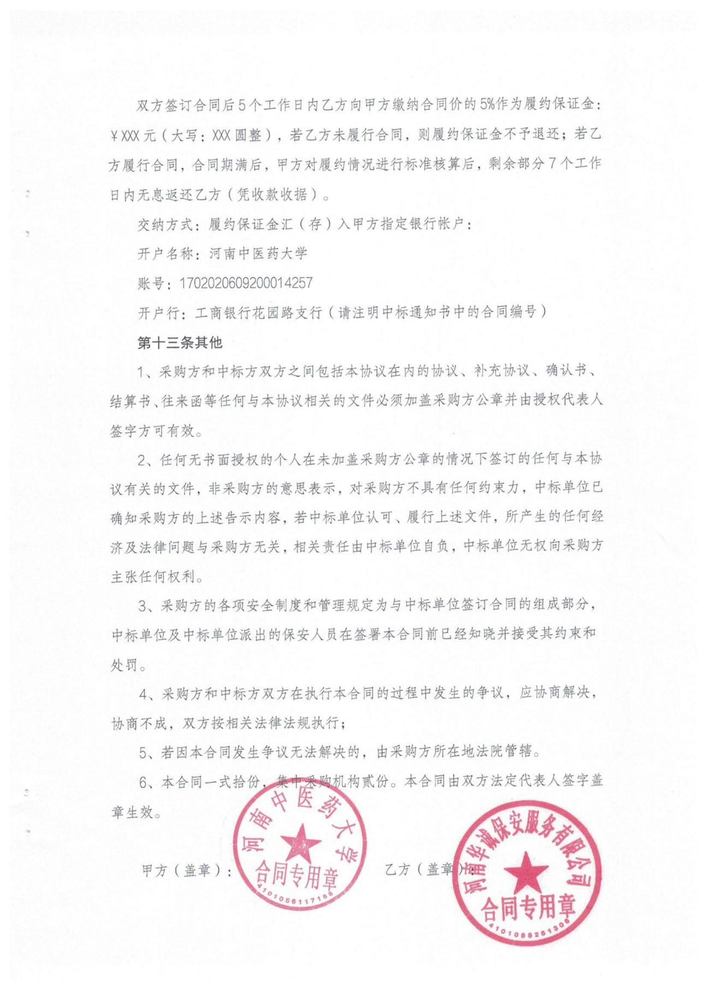 双方签订合同后5个工作日内乙方向甲方缴纳合同价的5%作为履约保证金：
￥XXX元（大写：XXX圆整），若乙方未履行合同，则履约保证金不予退还；若乙
方履行合同，合同期满后，甲方对履约情况进行标准核算后，剩余部分7个工作
日内无息返还乙方（凭收款收据）。
交纳方式：履约保证金汇（存）入甲方指定银行帐户：
开户名称：河南中医药大学
账号：1702020609200014257
开户行：工商银行花园路支行（请注明中标通知书中的合同编号）
第十三条其他
1、采购方和中标方双方之间包括本协议在内的协议、补充协议、确认书、
结算书、往来函等任何与本协议相关的文件必须加盖采购方公章并由授权代表人
签字方可有效。
2、任何无书面授权的个人在未加盖采购方公章的情况下签订的任何与本协
议有关的文件，非采购方的意思表示，对采购方不具有任何约束力，中标单位已
确知采购方的上述告示内容，若中标单位认可、履行上述文件，所产生的任何经
济及法律问题与采购方无关，相关责任由中标单位自负，中标单位无权向采购方
主张任何权利。
3、采购方的各项安全制度和管理规定为与中标单位签订合同的组成部分，
中标单位及中标单位派出的保安人员在签署本合同前已经知晓并接受其约束和
处罚。
4、采购方和中标方双方在执行本合同的过程中发生的争议，应协商解决，
协商不成，双方按相关法律法规执行；
5、若因本合同发生争议无法解决的，由采购方所在地法院管辖。
6、本合同一式拾份，集中采购机构贰份。本合同由双方法定代表人签字盖
章生效。
甲方（盖章）：
乙方（盖章）：
河南中医药大学
合同专用章
4101056117188
河南华诚保安服务有限公司
合同专用章
4101055251308